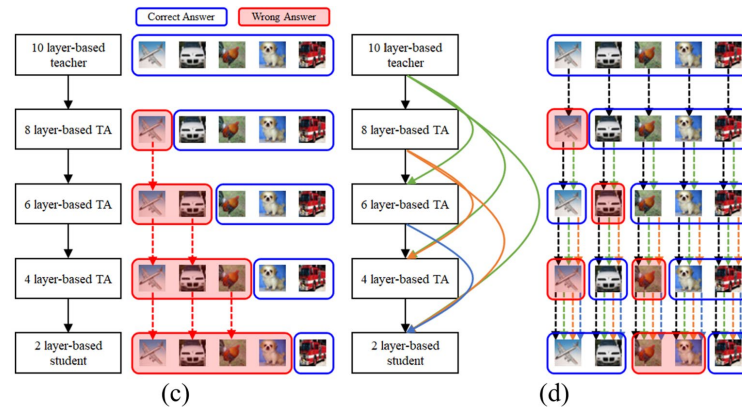 Correct Answer
Wrong Answer
10 layer-based
teacher
8 layer-based TA
6 layer-based TA
4 layer-based TA
2 layer-based
student
(c)
10 layer-based
teacher
8 layer-based TA
6 layer-based TA
4 layer-based TA
2 layer-based
student
(d)